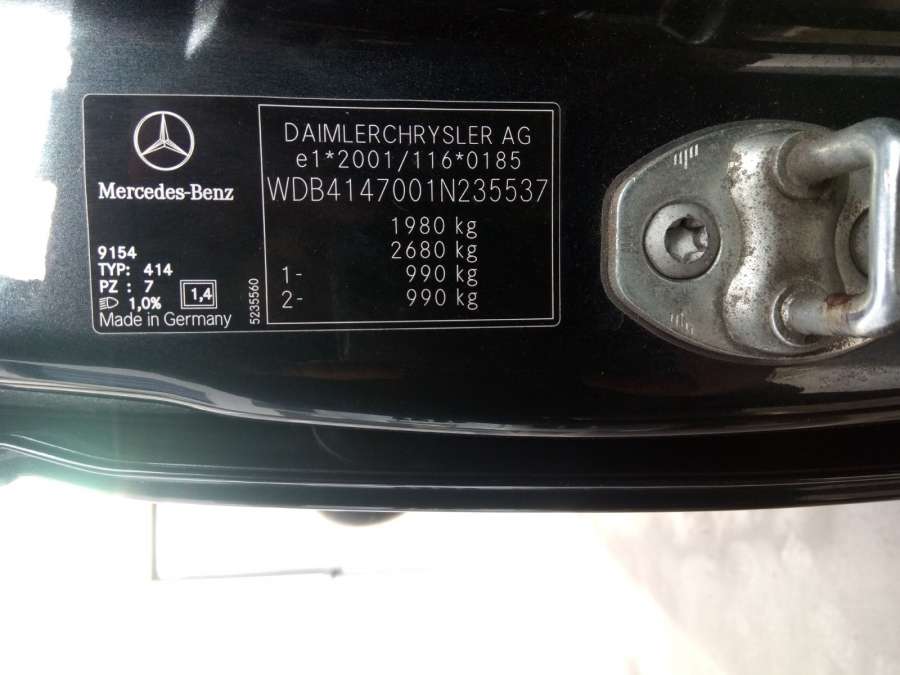 Mercedes-Benz
9154
TYP: 414
PZ : 7
1,0%
1,4
Made in Germany
5235560
DAIMLERCHRYSLER AG
e1*2001/116*0185
WDB4147001N235537
1980 kg
2680 kg
1- 990 kg
2- 990 kg